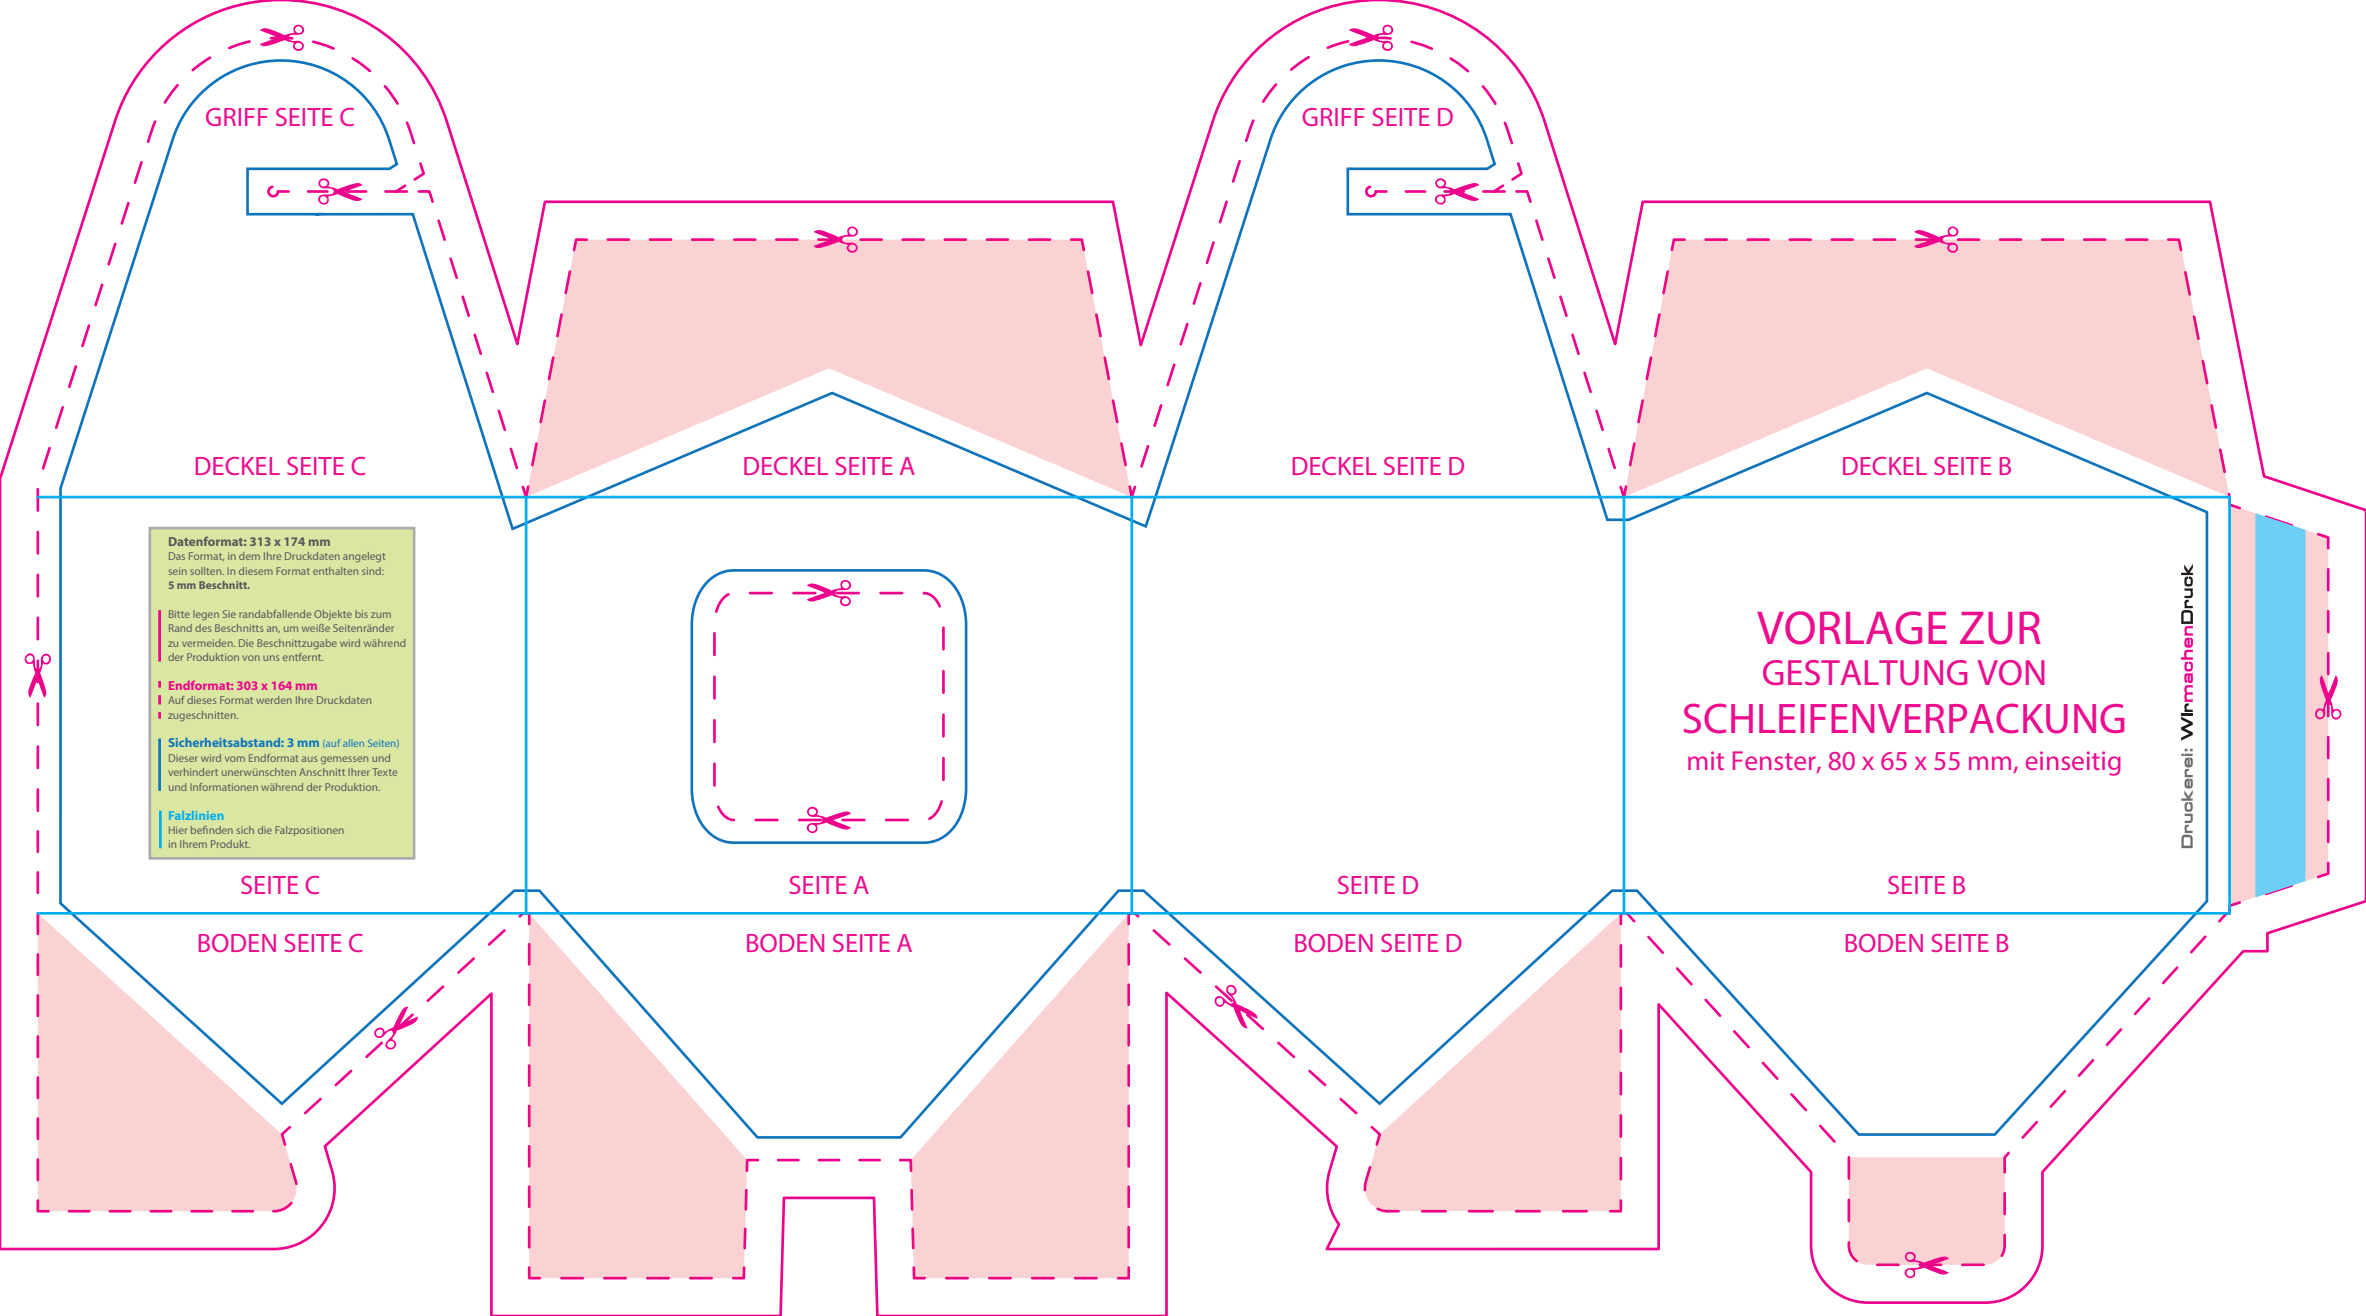 GRIFF SEITE C
GRIFF SEITE D
DECKEL SEITE C
DECKEL SEITE A
DECKEL SEITE D
DECKEL SEITE B
Datenformat: 313 x 174 mm
Das Format, in dem Ihre Druckdaten angelegt
sein sollten. In diesem Format enthalten sind:
5 mm Beschnitt.
Bitte legen Sie randabfallende Objekte bis zum
Rand des Beschnitts an, um weiße Seitenränder
zu vermeiden. Die Beschnittzugabe wird während
der Produktion von uns entfernt.
Endformat: 303 x 164 mm
Auf dieses Format werden Ihre Druckdaten
zugeschnitten.
Sicherheitsabstand: 3 mm (auf allen Seiten)
Dieser wird vom Endformat aus gemessen und
verhindert unerwünschten Anschnitt Ihrer Texte
und Informationen während der Produktion.
Falzlinien
Hier befinden sich die Falzpositionen
in Ihrem Produkt.
VORLAGE ZUR
GESTALTUNG VON
SCHLEIFENVERPACKUNG
mit Fenster, 80 x 65 x 55 mm, einseitig
Druckerei: WIrmachenDruck
SEITE C
SEITE A
SEITE D
SEITE B
BODEN SEITE C
BODEN SEITE A
BODEN SEITE D
BODEN SEITE B